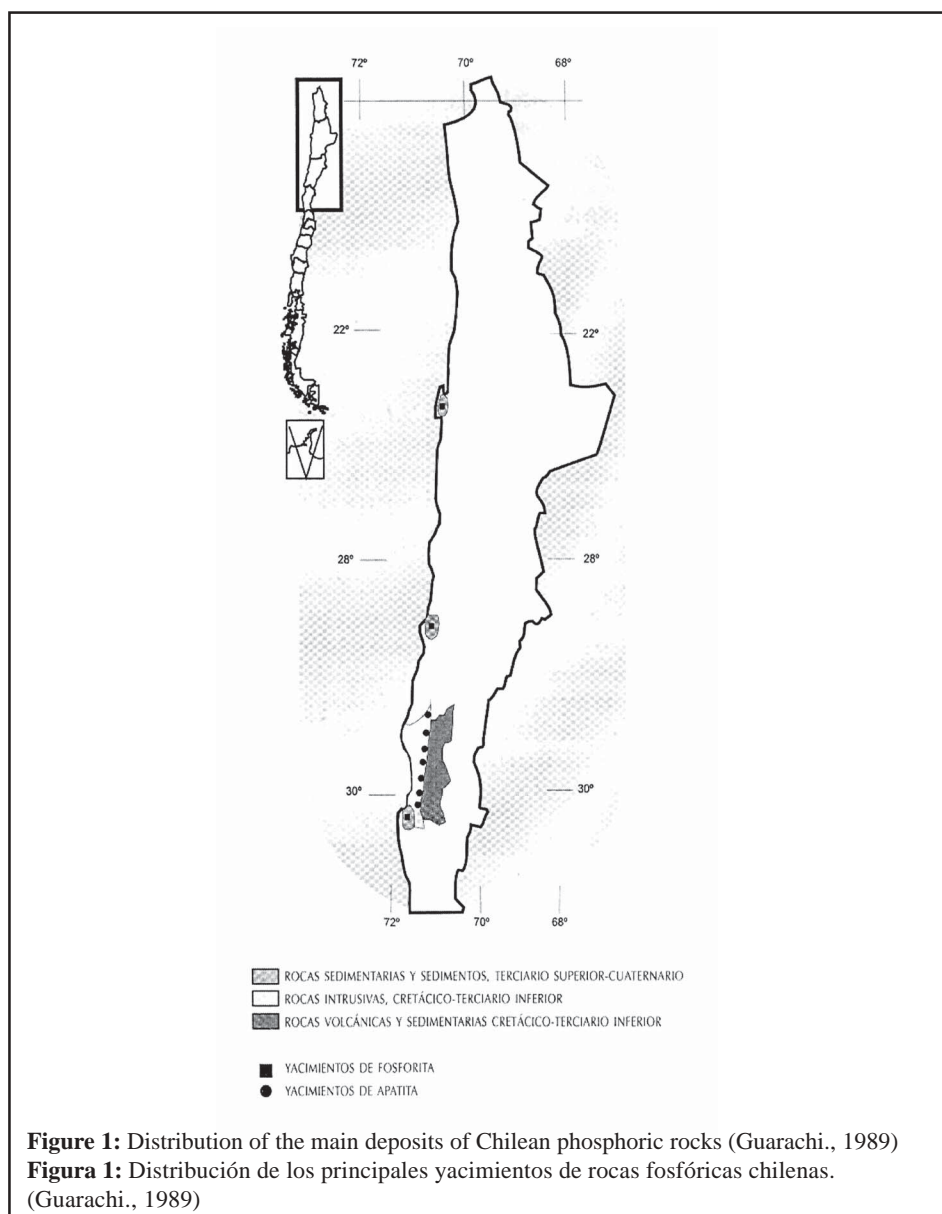 72º 70º 68º
22º 22º
28º 28º
30º 30º
72º 70º 68º
ROCAS SEDIMENTARIAS Y SEDIMENTOS, TERCIARIO SUPERIOR-CUATERNARIO
ROCAS INTRUSIVAS, CRETÁCICO-TERCIARIO INFERIOR
ROCAS VOLCÁNICAS Y SEDIMENTARIAS CRETÁCICO-TERCIARIO INFERIOR
YACIMIENTOS DE FOSFORITA
YACIMIENTOS DE APATITA
Figure 1: Distribution of the main deposits of Chilean phosphoric rocks (Guarachi., 1989)
Figura 1: Distribución de los principales yacimientos de rocas fosfóricas chilenas.
(Guarachi., 1989)